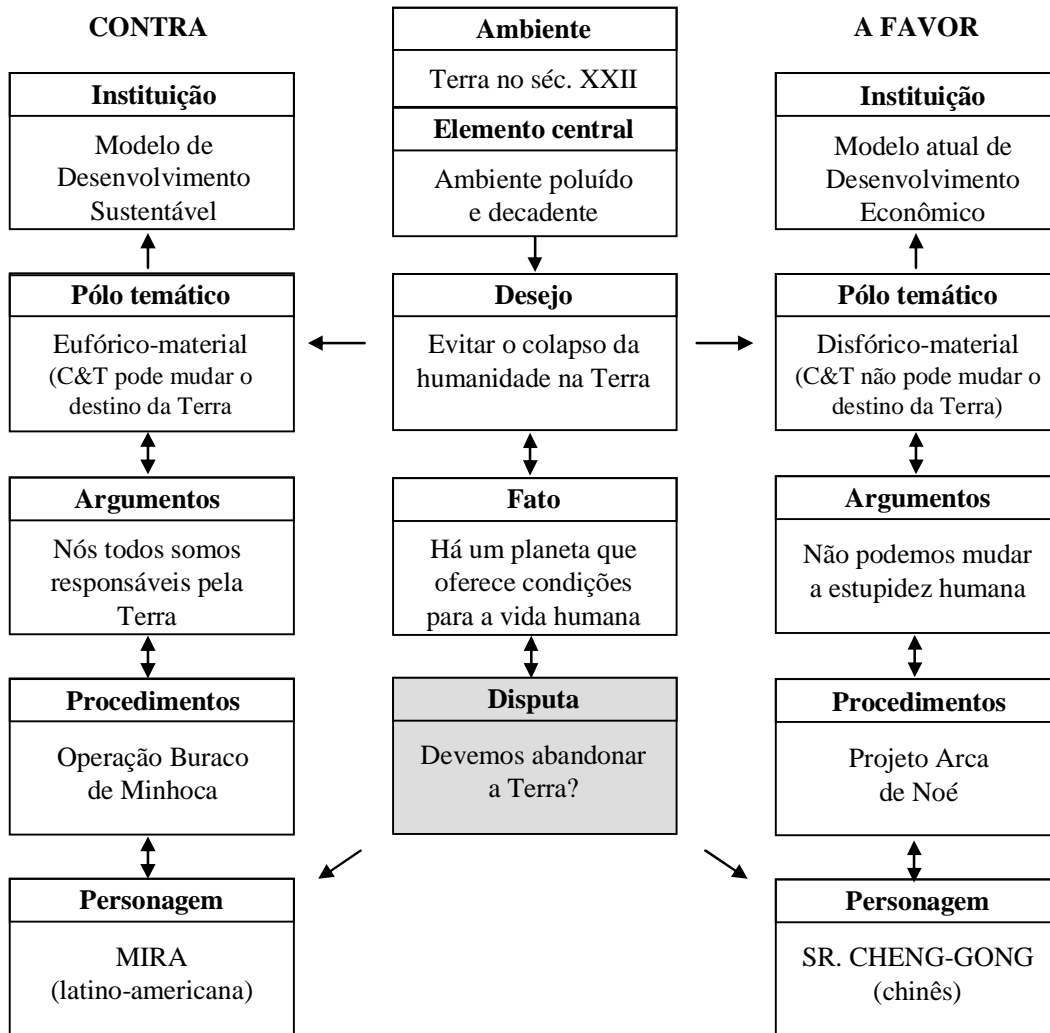 CONTRA
Instituição
Modelo de
Desenvolvimento
Sustentável
Pólo temático
Eufórico-material
(C&T pode mudar o
destino da Terra
Argumentos
Nós todos somos
responsáveis pela
Terra
Procedimentos
Operação Buraco
de Minhoca
Personagem
MIRA
(latino-americana)
Ambiente
Terra no séc. XXII
Elemento central
Ambiente poluído
e decadente
Desejo
Evitar o colapso da
humanidade na Terra
Fato
Há um planeta que
oferece condições
para a vida humana
Disputa
Devemos abandonar
a Terra?
A FAVOR
Instituição
Modelo atual de
Desenvolvimento
Econômico
Pólo temático
Disfórico-material
(C&T não pode mudar o
destino da Terra)
Argumentos
Não podemos mudar
a estupidez humana
Procedimentos
Projeto Arca
de Noé
Personagem
SR. CHENG-GONG
(chinês)